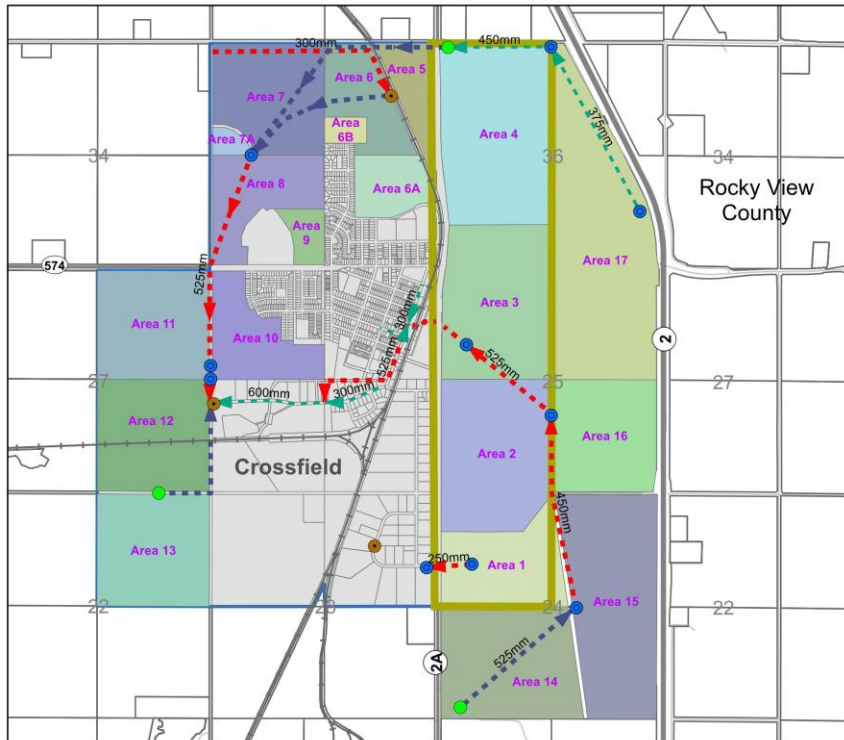 300mm
450mm
Area 5
Area 6
Area 7
Area
6B
Area 4
375mm
Area 7A
34
36
34
Area 8
Area 6A
Rocky View
County
Area
9
Area 17
574
525mm
Area 11
300mm
Area 3
Area 10
2
525mm
525mm
27
25
27
600mm
300mm
Area 12
Area 16
Area 2
Crossfield
450mm
Area 13
250mm
Area 1
22
23
24
22
Area 15
2A
525mm
Area 14